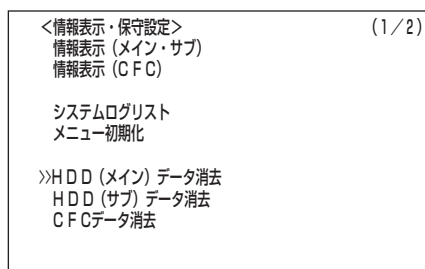 ＜情報表示・保守設定＞ （１／２）
情報表示（メイン・サブ）
情報表示（ＣＦＣ）
システムログリスト
メニュー初期化
》ＨＤＤ（メイン）データ消去
ＨＤＤ（サブ）データ消去
ＣＦＣデータ消去